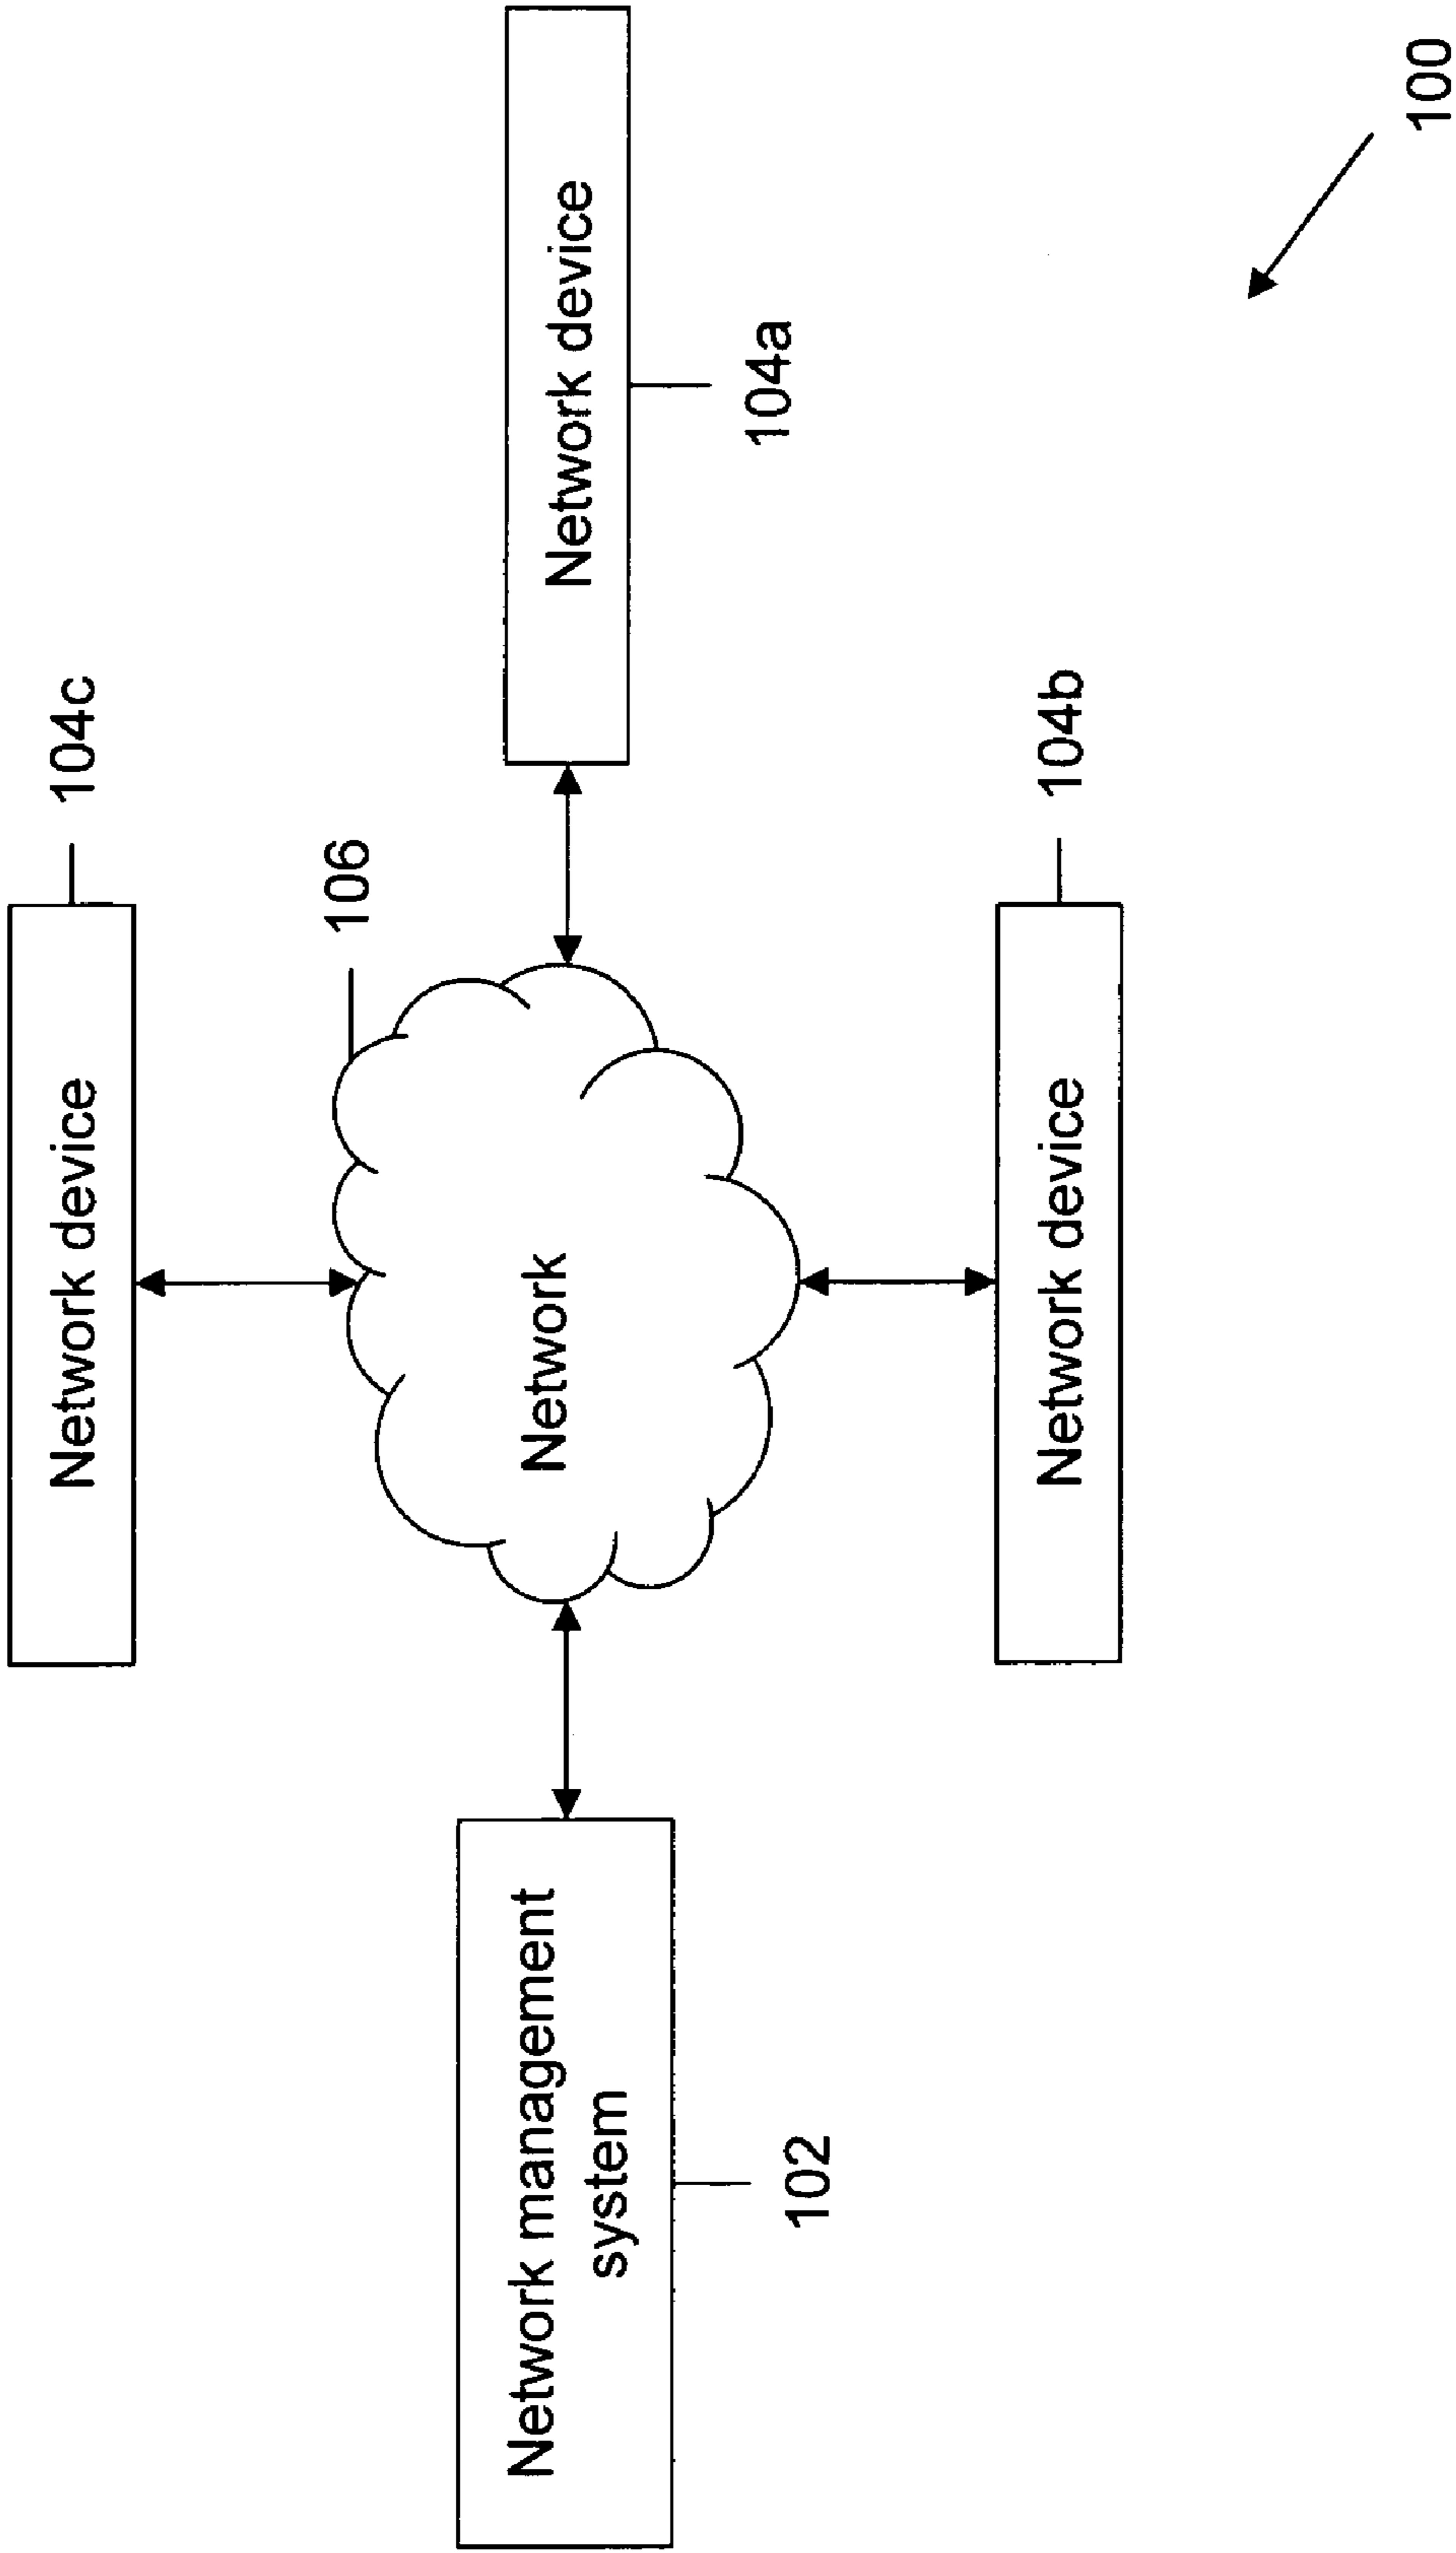 Network device
104c
106
Network management
system
102
Network
Network device
104a
Network device
104b
100